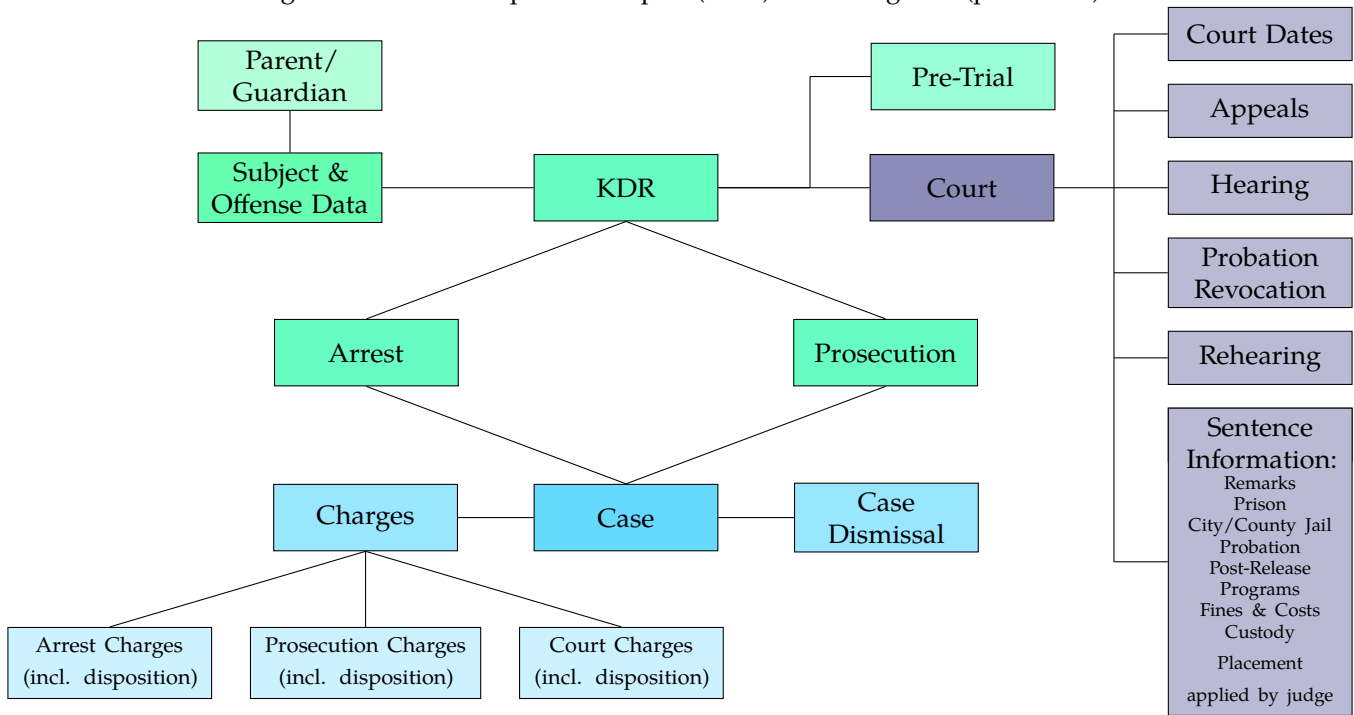 Parent/
Guardian
Pre-Trial
Court Dates
Appeals
Subject &
Offense Data
KDR
Court
Hearing
Probation
Revocation
Arrest
Prosecution
Rehearing
Sentence
Information:
Remarks
Prison
City/County Jail
Probation
Post-Release
Programs
Fines & Costs
Custody
Placement
applied by judge
Charges
Case
Case
Dismissal
Arrest Charges
(incl. disposition)
Prosecution Charges
(incl. disposition)
Court Charges
(incl. disposition)